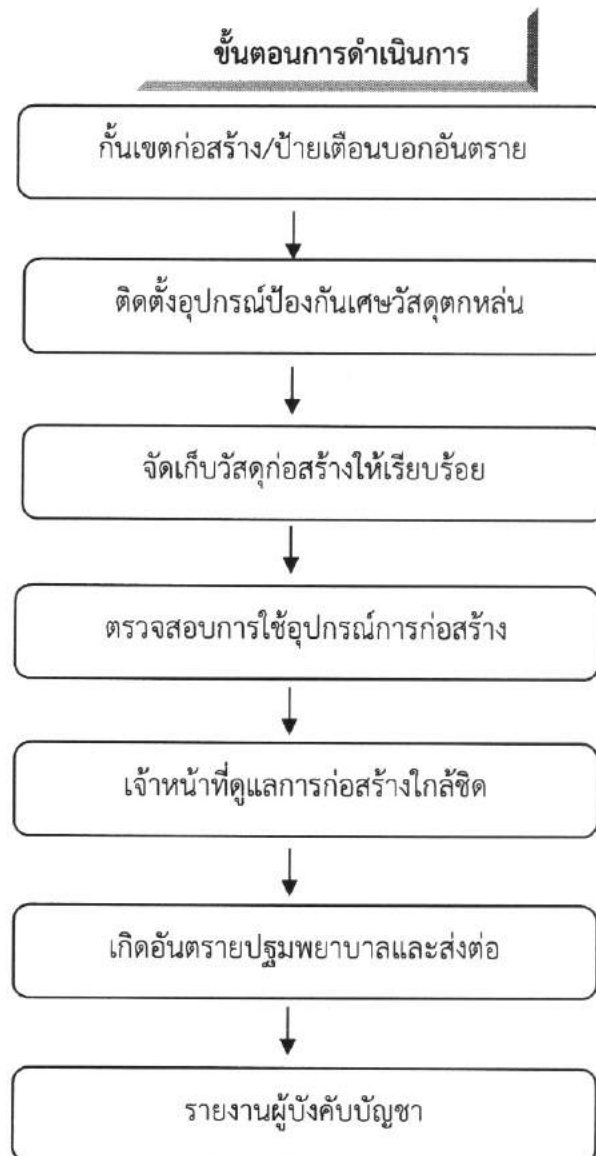 ขั้นตอนการดำเนินการ
กั้นเขตก่อสร้าง/ป้ายเตือนบอกอันตราย
ติดตั้งอุปกรณ์ป้องกันเศษวัสดุตกหล่น
จัดเก็บวัสดุก่อสร้างให้เรียบร้อย
ตรวจสอบการใช้อุปกรณ์การก่อสร้าง
เจ้าหน้าที่ดูแลการก่อสร้างใกล้ชิด
เกิดอันตรายปฐมพยาบาลและส่งต่อ
รายงานผู้บังคับบัญชา